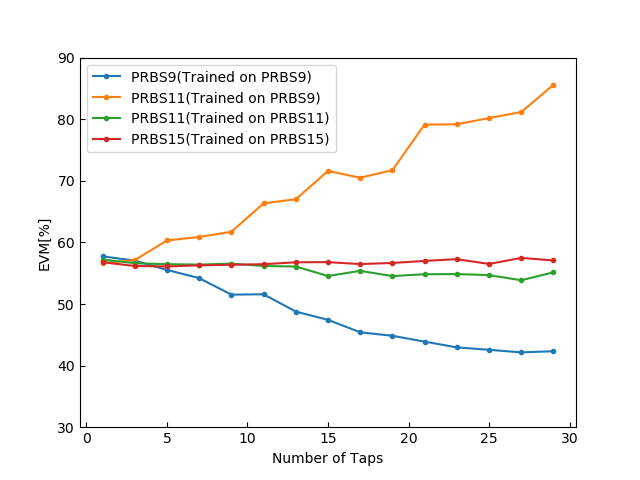 90
80
70
60
50
40
30
EVM[%]
PRBS9(Trained on PRBS9)
PRBS11(Trained on PRBS9)
PRBS11(Trained on PRBS11)
PRBS15(Trained on PRBS15)
0 5 10 15 20 25 30
Number of Taps